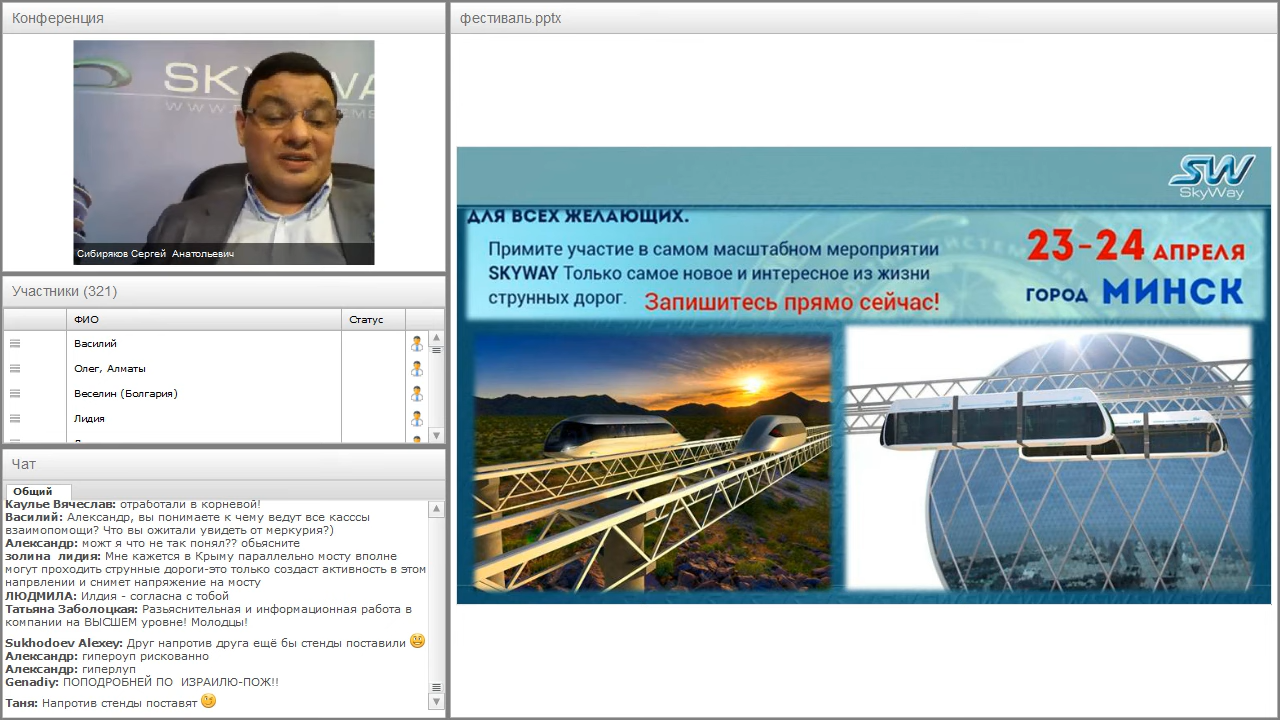 Конференция
SKYWA
Сибиряков Сергей Анатольевич
Участники (321)
ФИО
Статус
Василий
Олег, Алматы
Веселин (Болгария)
Лидия
Чат
Общий
Каулье Вячеслав: отработали в корневой!
Василий: Александр, вы понимаете к чему ведут все касссы
взаимопопощи? Что вы ожитали увидеть от меркурия?)
Александр: можт я что не так понял?? обьясните
золина лидия: Мне кажется в Крыму параллельно мосту вполне
могут проходить струнные дороги-это только создаст активность в этом
напрвлении и снимет напряжение на мосту
ЛЮДМИЛА: Илдия - согласна с тобой
Татьяна Заболоцкая: Разьяснительная и информационная работа в
компании на ВЫСШЕМ уровне! Молодцы!
Sukhodoev Alexey: Друг напротив друга ещё бы стенды поставили
Александр: гипероуп рискованно
Александр: гиперлуп
Genadiy: ПОПОДРОБНЕЙ ПО ИЗРАИЛЮ-ПОЖ!!
Таня: Напротив стенды поставят
фестиваль.pptx
SW
SkyWay
ДЛЯ ВСЕХ ЖЕЛАЮЩИХ.
Примите участие в самом масштабном мероприятии
SKYWAY Только самое новое и интересное из жизни
струнных дорог. Запишитесь прямо сейчас!
23-24 АПРЕЛЯ
ГОРОД МИНСК